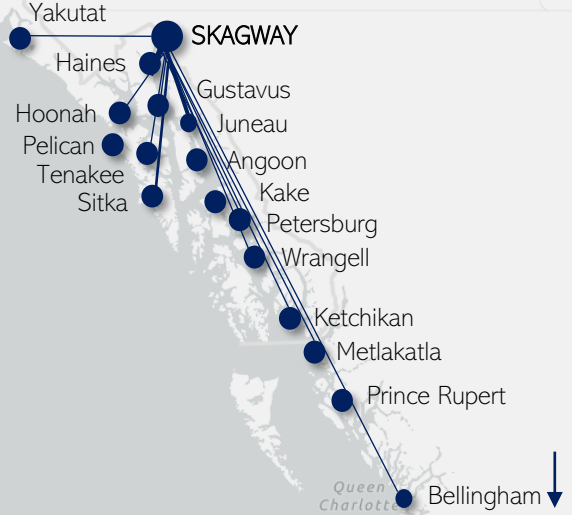 Yakutat
SKAGWAY
Haines
Gustavus
Hoonah
Juneau
Pelican
Angoon
Tenakee
Kake
Sitka
Petersburg
Wrangell
Ketchikan
Metlakatla
Prince Rupert
Queen
Charlotte
Bellingham